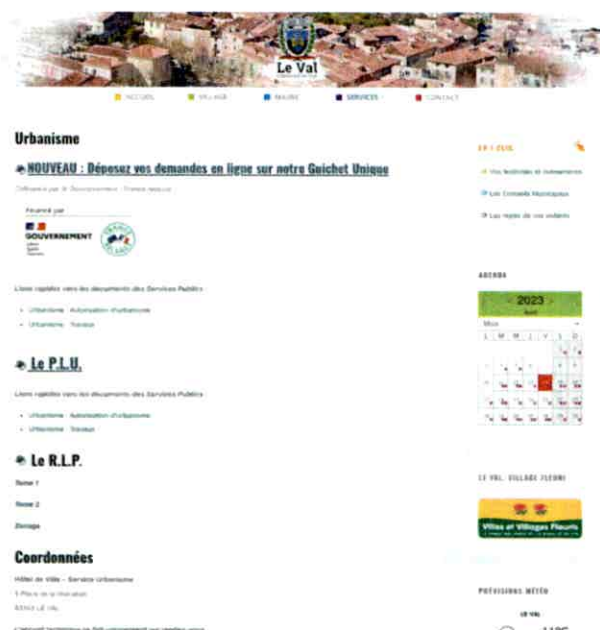 Le Val
ACCUEIL
VILLAGE
MAIRIE
SERVICES
CONTACT
Urbanisme
NOUVEAU : Déposez vos demandes en ligne sur notre Guichet Unique
Financé par
GOUVERNEMENT
Liens rapides vers les documents des Services Publics
Urbanisme : Autorisation d'urbanisme
Urbanisme : Travaux
Le P.L.U.
Liens rapides vers les documents des Services Publics
Urbanisme : Autorisation d'urbanisme
Urbanisme : Travaux
Le R.L.P.
Tome 1
Tome 2
Zonage
Coordonnées
Hôtel de Ville – Service Urbanisme
LE VAL
EN 1 CLIC
Vos festivités et évènements
Les Conseils Municipaux
Les repas de vos enfants
AGENDA
< 2023 >
Avril
Mois
L M M J V S D
LE VAL, VILLAGE FLEURI
Villes et Villages Fleuris
PRÉVISIONS MÉTÉO
LE VAL